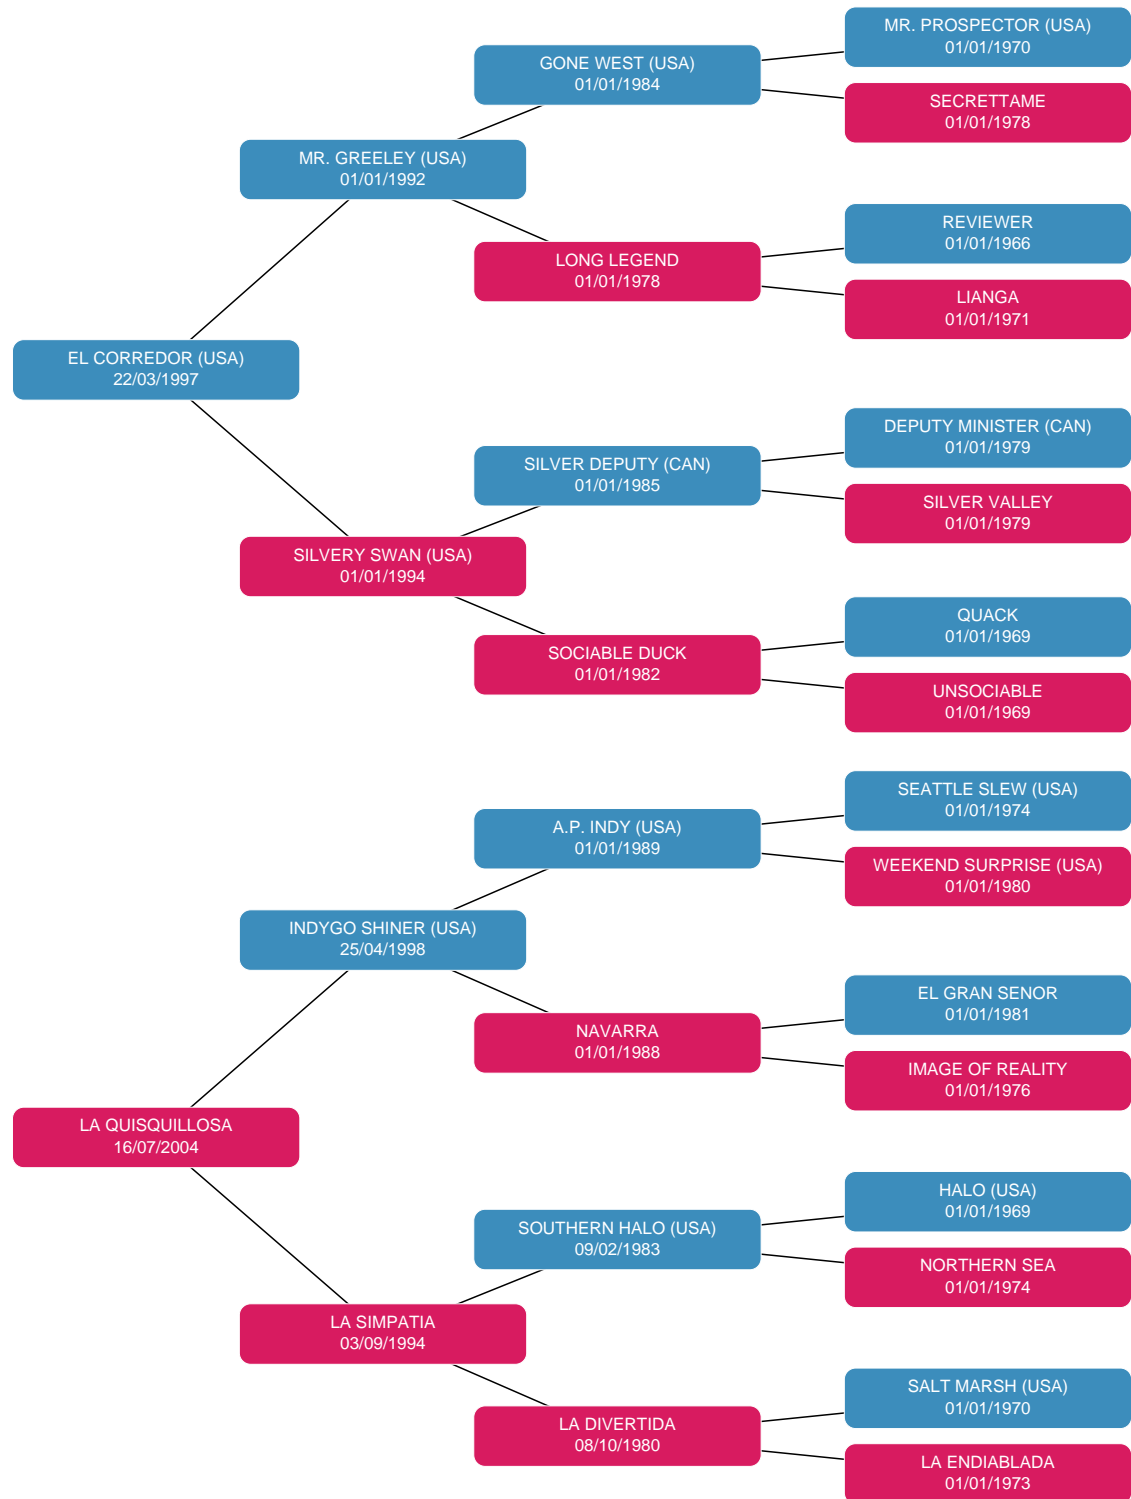 MR. PROSPECTOR (USA)
01/01/1970
GONE WEST (USA)
01/01/1984
SECRETTAME
01/01/1978
MR. GREELEY (USA)
01/01/1992
REVIEWER
01/01/1966
LONG LEGEND
01/01/1978
LIANGA
01/01/1971
EL CORREDOR (USA)
22/03/1997
DEPUTY MINISTER (CAN)
01/01/1979
SILVER DEPUTY (CAN)
01/01/1985
SILVER VALLEY
01/01/1979
SILVERY SWAN (USA)
01/01/1994
QUACK
01/01/1969
SOCIABLE DUCK
01/01/1982
UNSOCIABLE
01/01/1969
SEATTLE SLEW (USA)
01/01/1974
A.P. INDY (USA)
01/01/1989
WEEKEND SURPRISE (USA)
01/01/1980
INDYGO SHINER (USA)
25/04/1998
EL GRAN SENOR
01/01/1981
NAVARRA
01/01/1988
IMAGE OF REALITY
01/01/1976
LA QUISQUILLOSA
16/07/2004
HALO (USA)
01/01/1969
SOUTHERN HALO (USA)
09/02/1983
NORTHERN SEA
01/01/1974
LA SIMPATIA
03/09/1994
SALT MARSH (USA)
01/01/1970
LA DIVERTIDA
08/10/1980
LA ENDIABLADA
01/01/1973